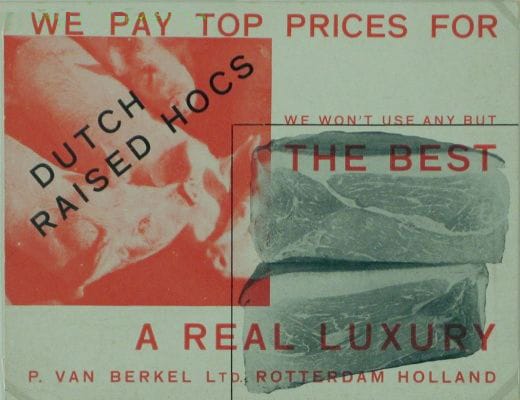 WE PAY TOP PRICES FOR
DUTCH
RAISED HOCS
WE WON'T USE ANY BUT
THE BEST
A REAL LUXURY
P. VAN BERKEL LTD. ROTTERDAM HOLLAND